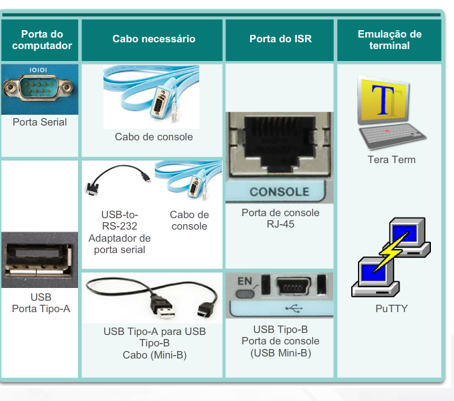 Porta do
computador
Cabo necessário
Porta do ISR
Emulação de
terminal
IOIOI
Porta Serial
Cabo de console
CONSOLE
Porta de console
RJ-45
Tera Term
USB-to-
RS-232
Adaptador de
porta serial
Cabo de
console
USB
Porta Tipo-A
USB Tipo-A para USB
Tipo-B
Cabo (Mini-B)
EN
USB Tipo-B
Porta de console
(USB Mini-B)
PuTTY